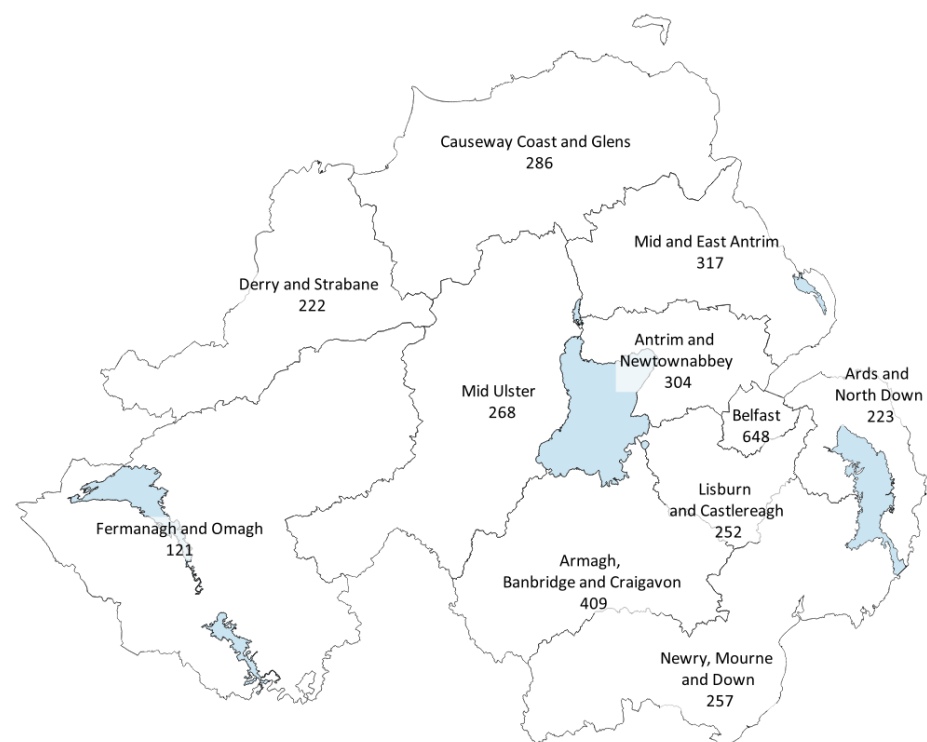 Causeway Coast and Glens
286
Mid and East Antrim
317
Derry and Strabane
222
Antrim and
Newtownabbey
304
Ards and
North Down
223
Mid Ulster
268
Belfast
648
Lisburn
and Castlereagh
252
Fermanagh and Omagh
121
Armagh,
Banbridge and Craigavon
409
Newry, Mourne
and Down
257